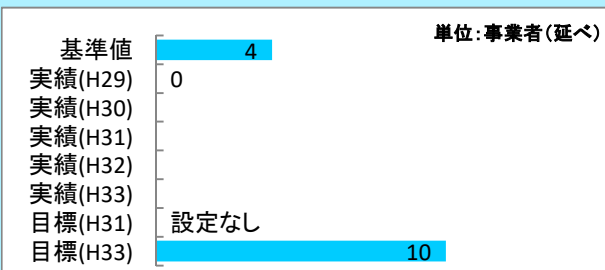 単位:事業者(延べ)
基準値 4
実績(H29) 0
実績(H30)
実績(H31)
実績(H32)
実績(H33)
目標(H31) 設定なし
目標(H33) 10